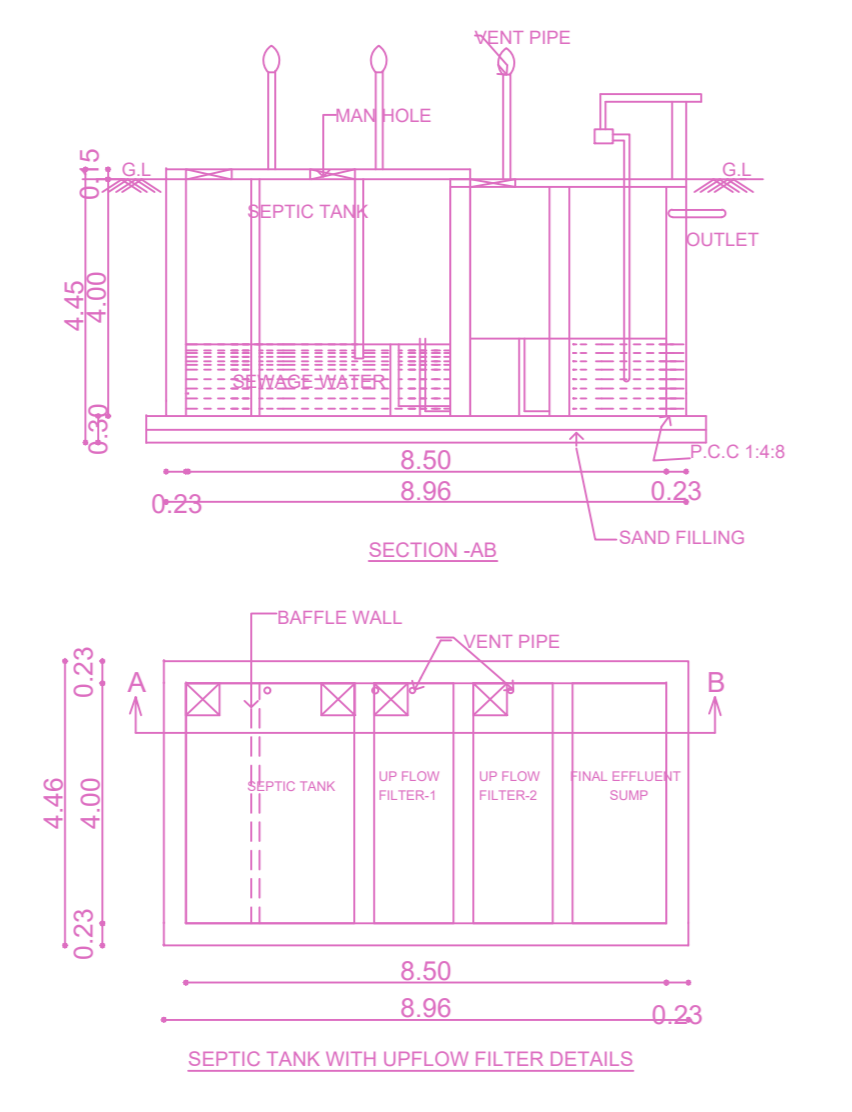 VENT PIPE
MAN HOLE
G.L
G.L
0.15
SEPTIC TANK
OUTLET
4.45
4.00
SEWAGE WATER
0.30
P.C.C 1:4:8
8.50
8.96
0.23
0.23
SAND FILLING
SECTION -AB
BAFFLE WALL
VENT PIPE
0.23
A
B
4.46
4.00
SEPTIC TANK
UP FLOW
FILTER-1
UP FLOW
FILTER-2
FINAL EFFLUENT
SUMP
0.23
8.50
8.96
0.23
SEPTIC TANK WITH UPFLOW FILTER DETAILS